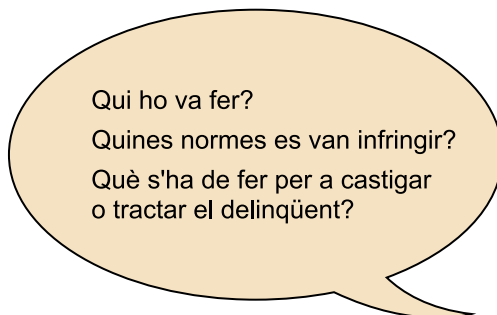 Qui ho va fer?
Quines normes es van infringir?
Què s'ha de fer per a castigar
o tractar el delinqüent?